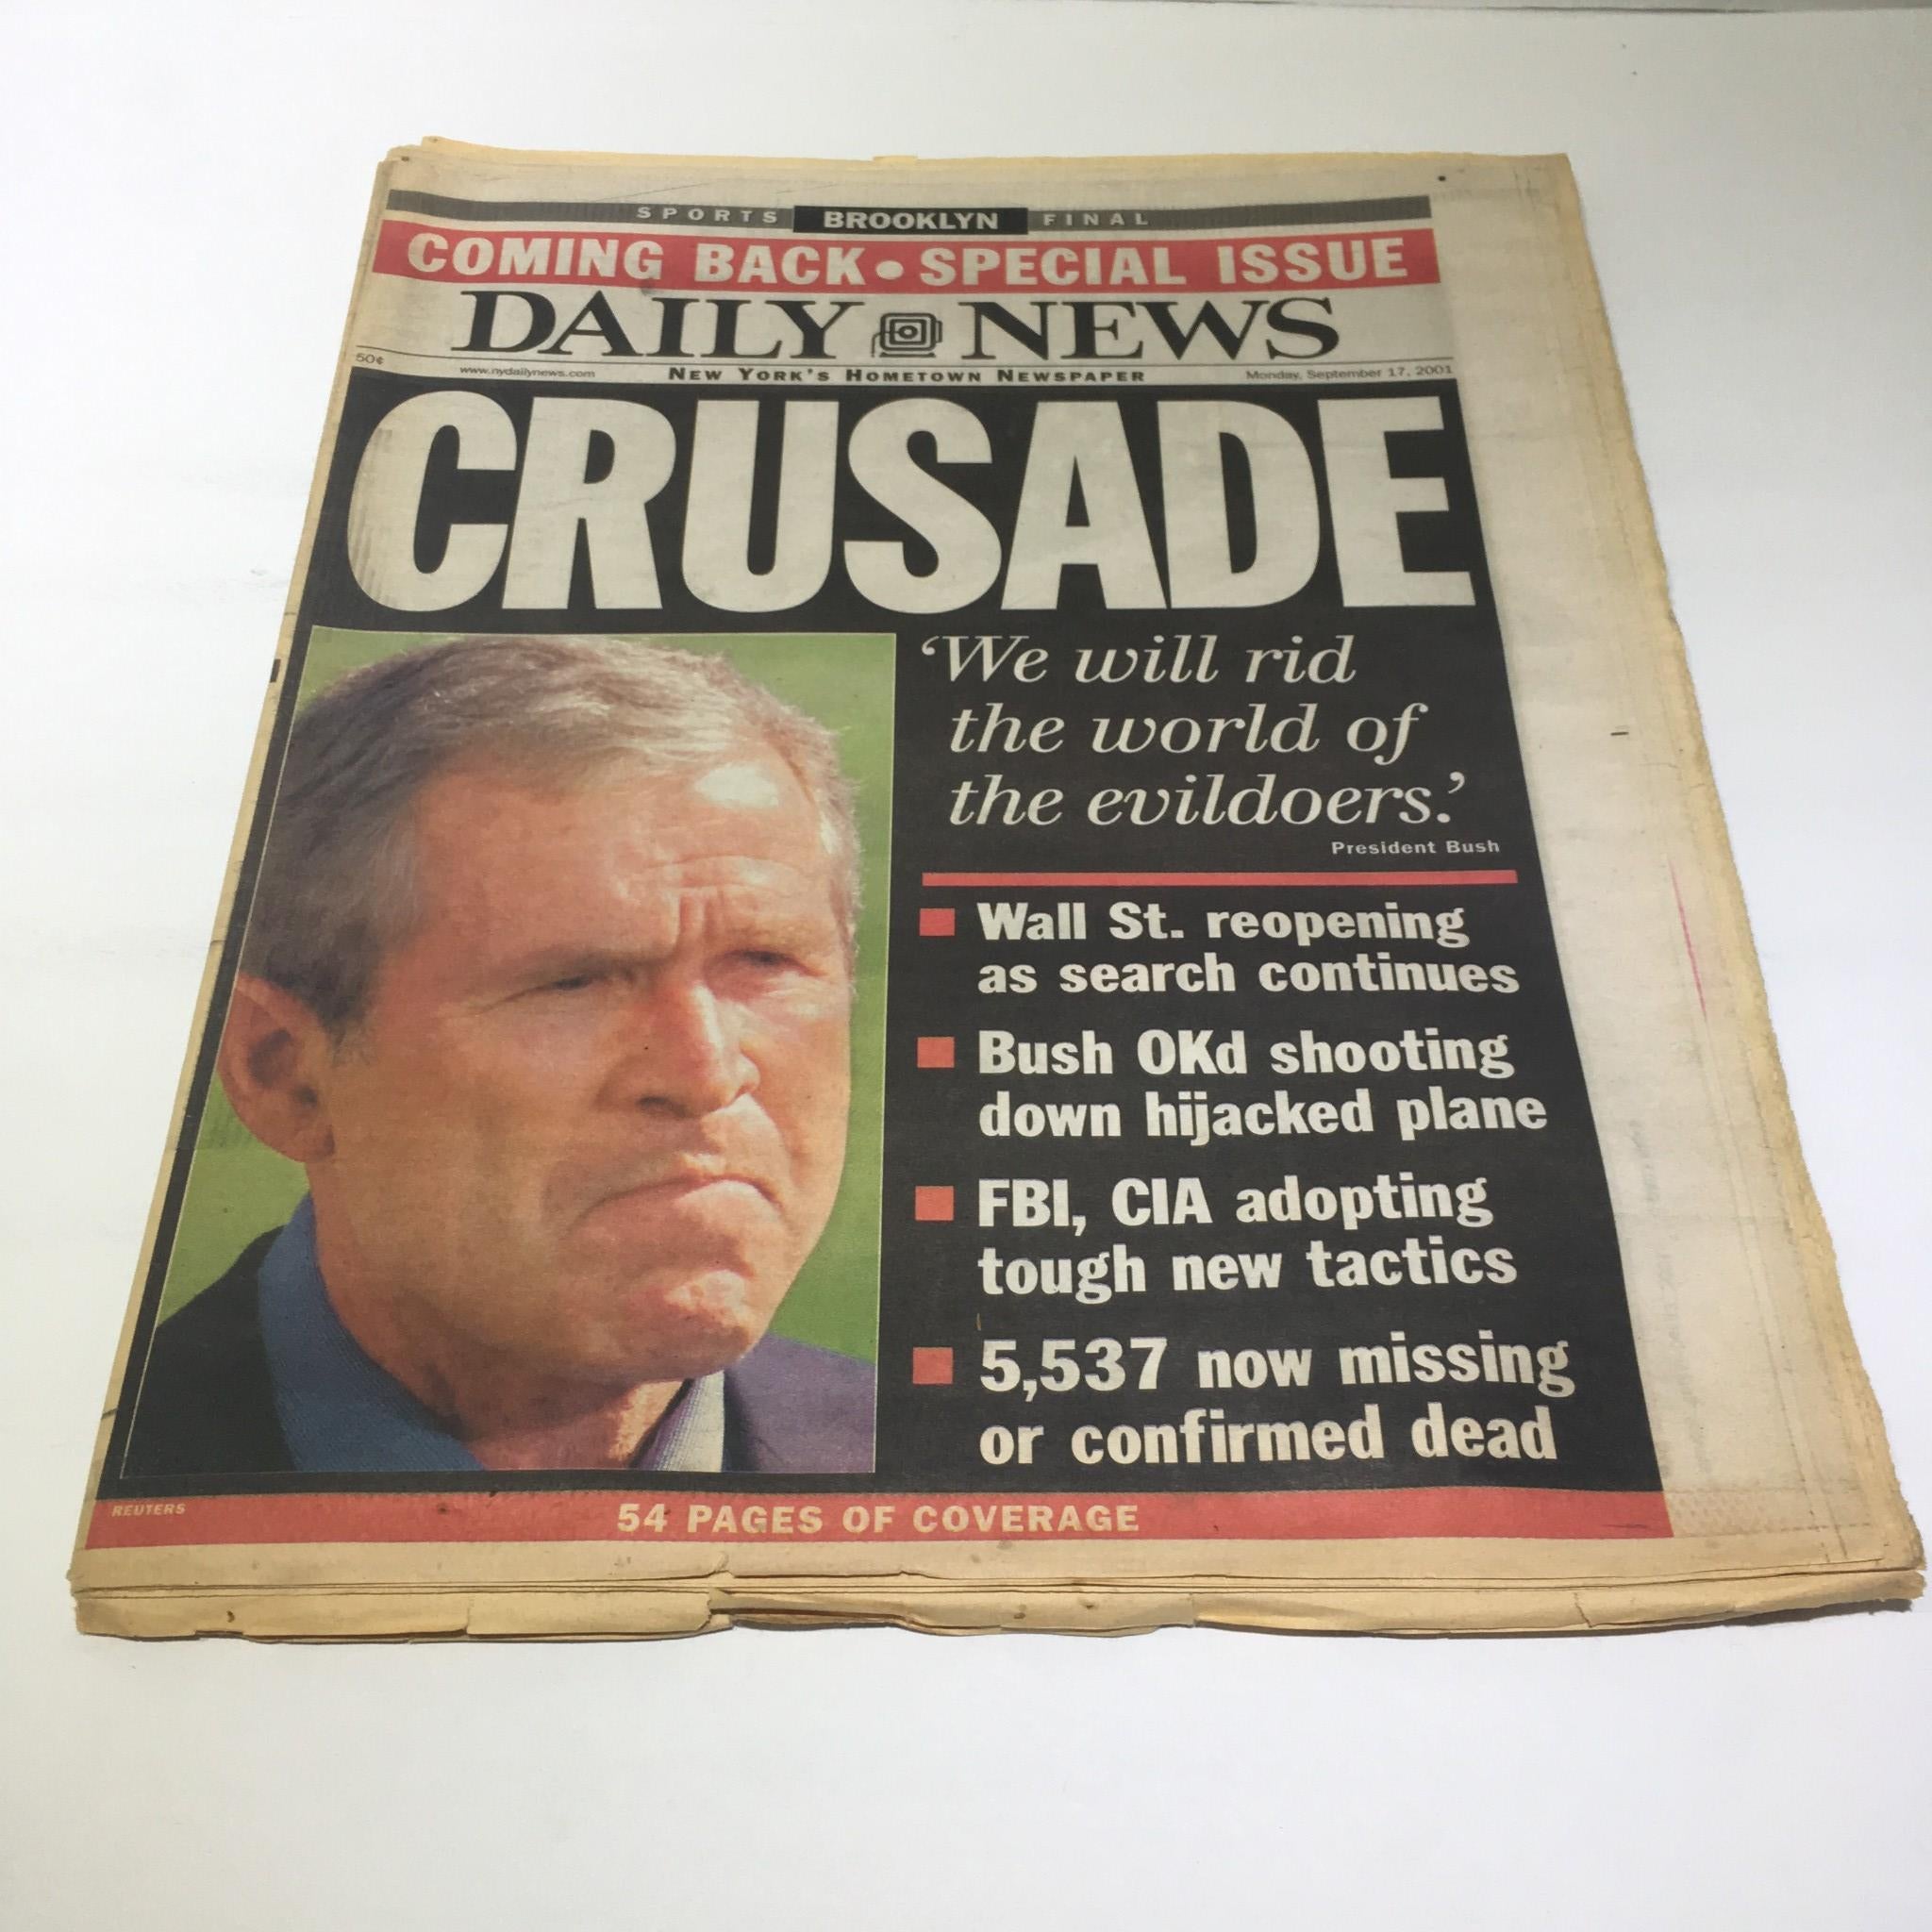 SPORTS BROOKLYN FINAL
COMING BACK • SPECIAL ISSUE
DAILY NEWS
50¢
www.nydailynews.com NEW YORK'S HOMETOWN NEWSPAPER Monday, September 17, 2001
CRUSADE
‘We will rid
the world of
the evildoers.’
President Bush
Wall St. reopening
as search continues
Bush OKd shooting
down hijacked plane
FBI, CIA adopting
tough new tactics
5,537 now missing
or confirmed dead
REUTERS
54 PAGES OF COVERAGE